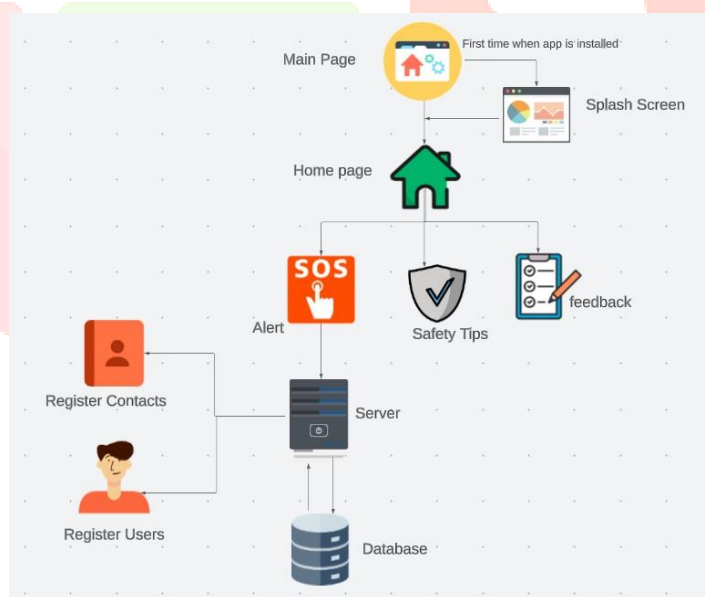 First time when app is installed
Main Page
Splash Screen
Home page
SOS
feedback
Alert
Safety Tips
Register Contacts
Server
Register Users
Database